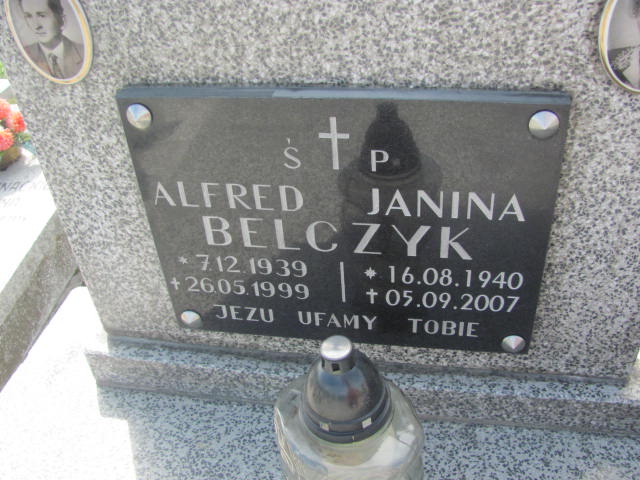 Ś P
ALFRED JANINA
BELCZYK
* 7.12.1939 * 16.08.1940
† 26.05.1999 † 05.09.2007
JEZU UFAMY TOBIE